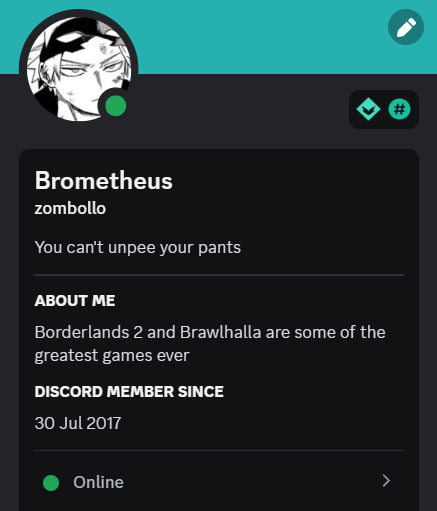 Brometheus
zombollo
You can't unpee your pants
ABOUT ME
Borderlands 2 and Brawlhalla are some of the
greatest games ever
DISCORD MEMBER SINCE
30 Jul 2017
Online